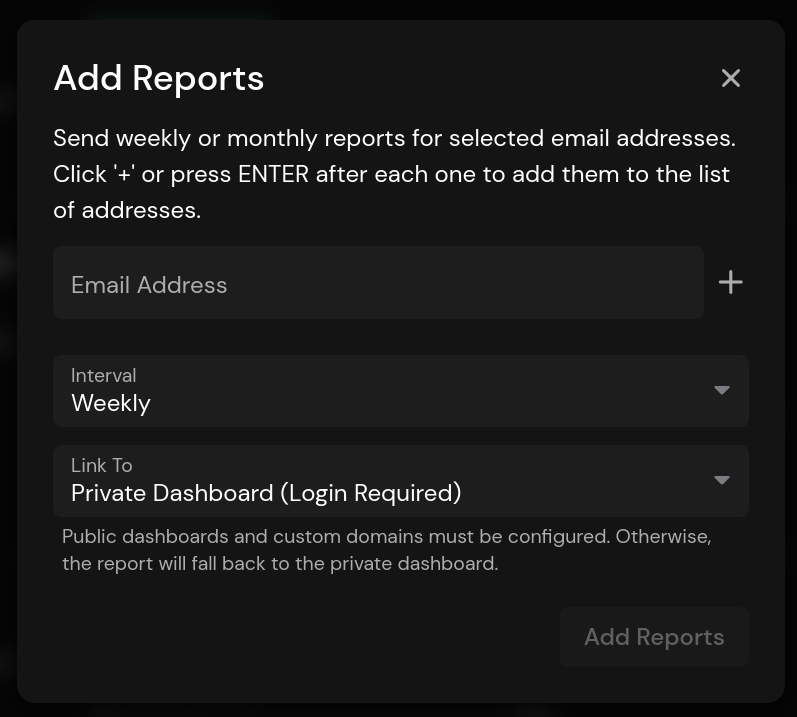 Add Reports
Send weekly or monthly reports for selected email addresses.
Click '+' or press ENTER after each one to add them to the list
of addresses.
Email Address
Interval
Weekly
Link To
Private Dashboard (Login Required)
Public dashboards and custom domains must be configured. Otherwise,
the report will fall back to the private dashboard.
Add Reports